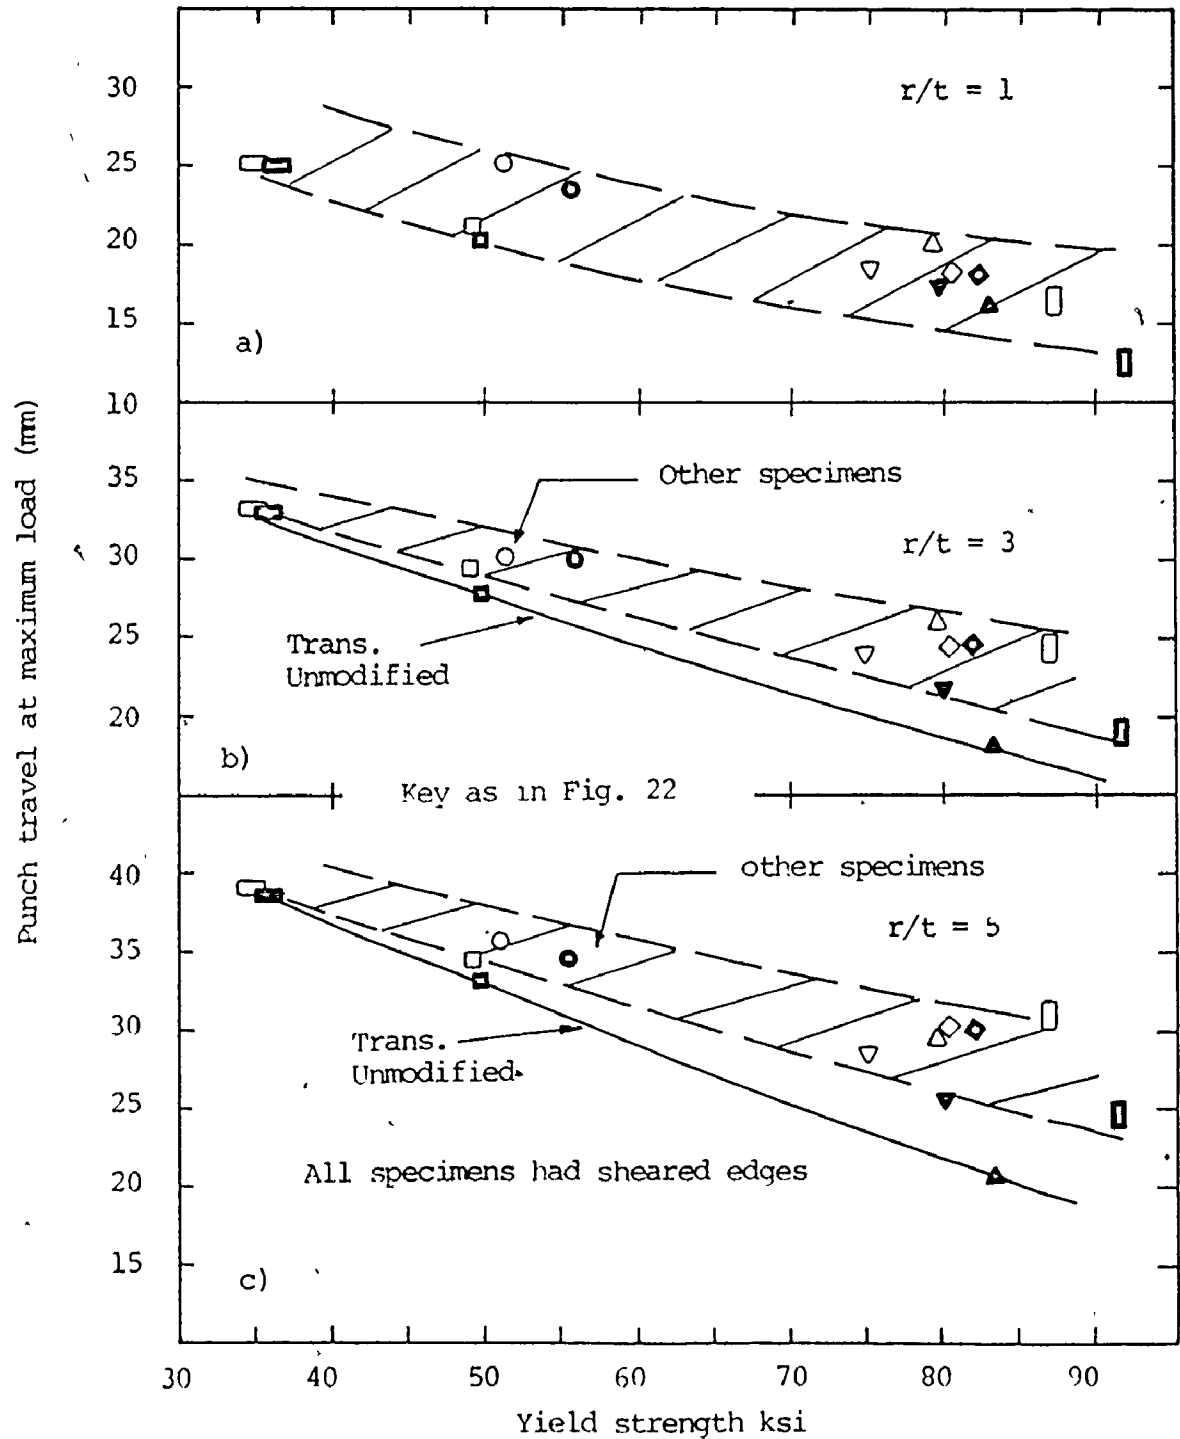 30
r/t = 1
25
20
15
a)
10
35
Other specimens
30
r/t = 3
25
Trans.
Unmodified
20
b)
Key as in Fig. 22
40
other specimens
35
r/t = 5
30
Trans.
Unmodified
25
All specimens had sheared edges
20
15
c)
30 40 50 60 70 80 90
Yield strength ksi
Punch travel at maximum load (mm)